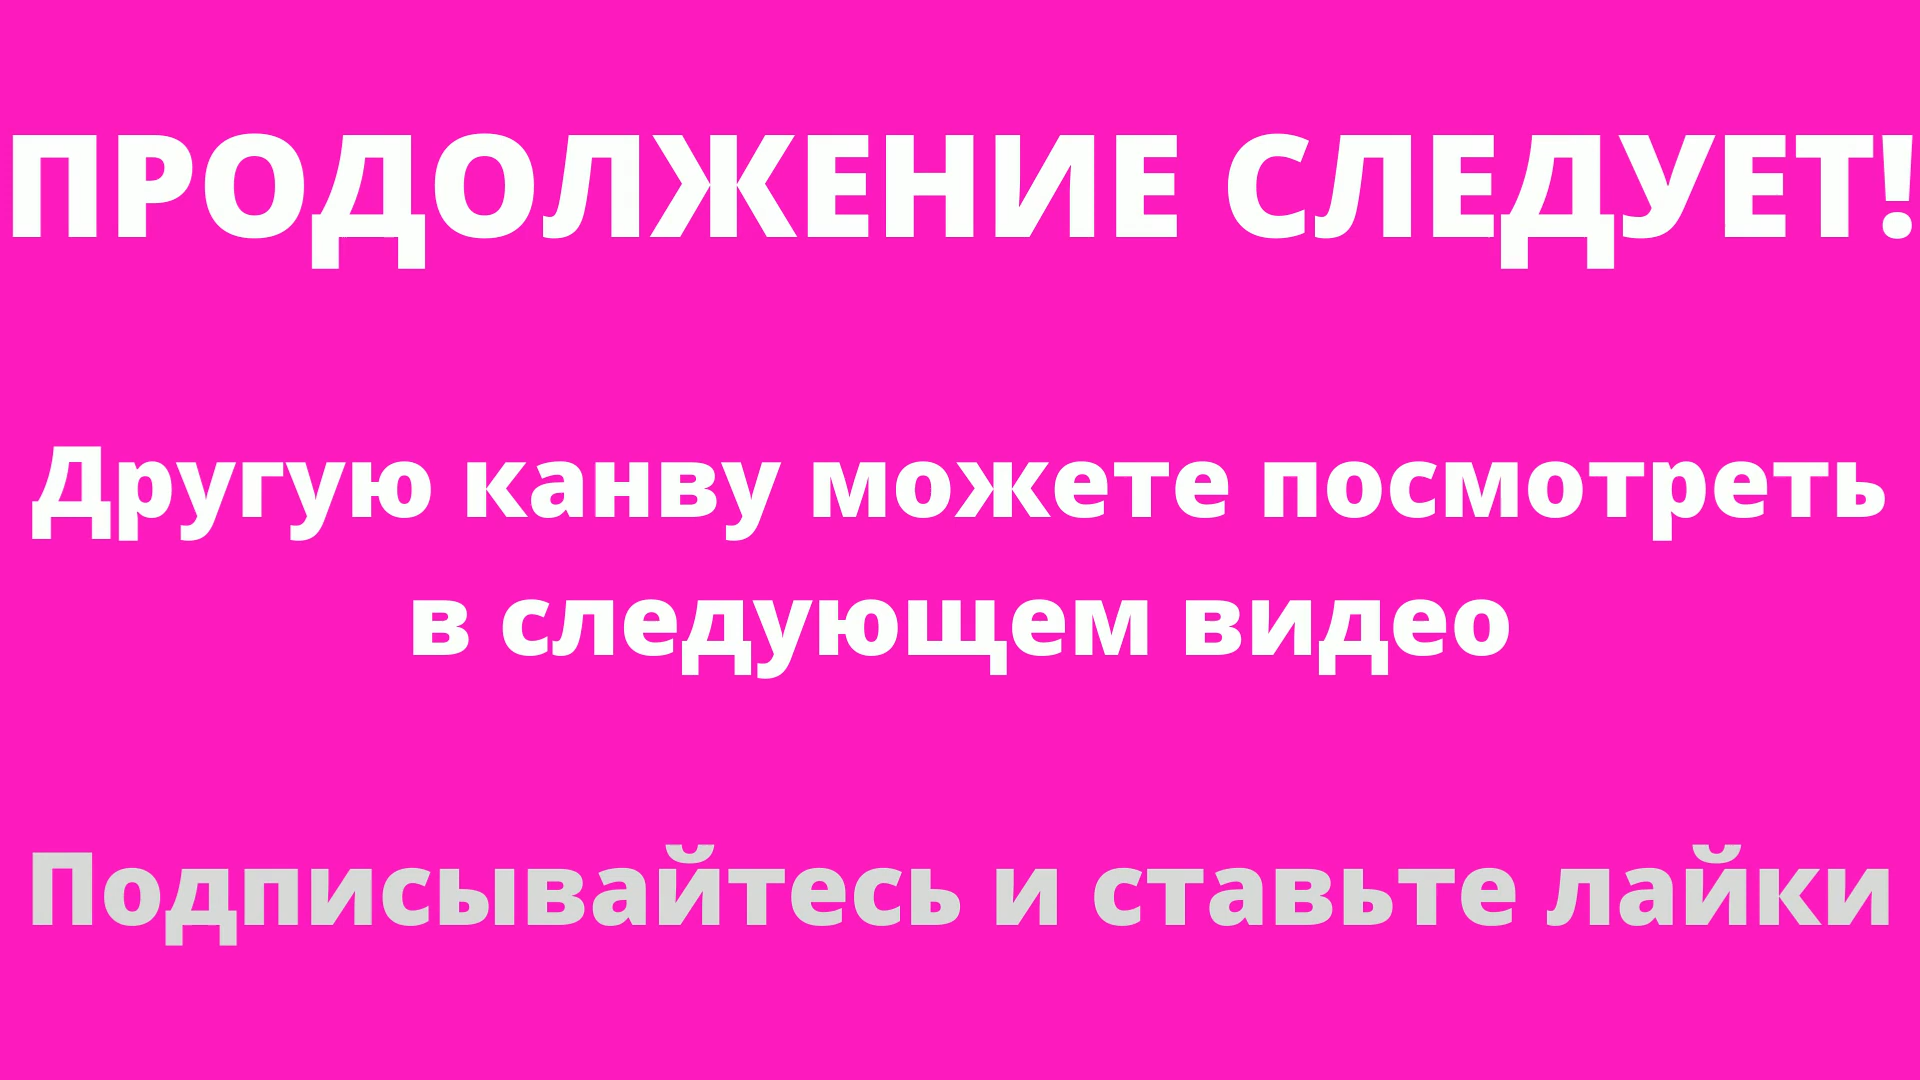 ПРОДОЛЖЕНИЕ СЛЕДУЕТ!
Другую канву можете посмотреть
в следующем видео
Подписывайтесь и ставьте лайки